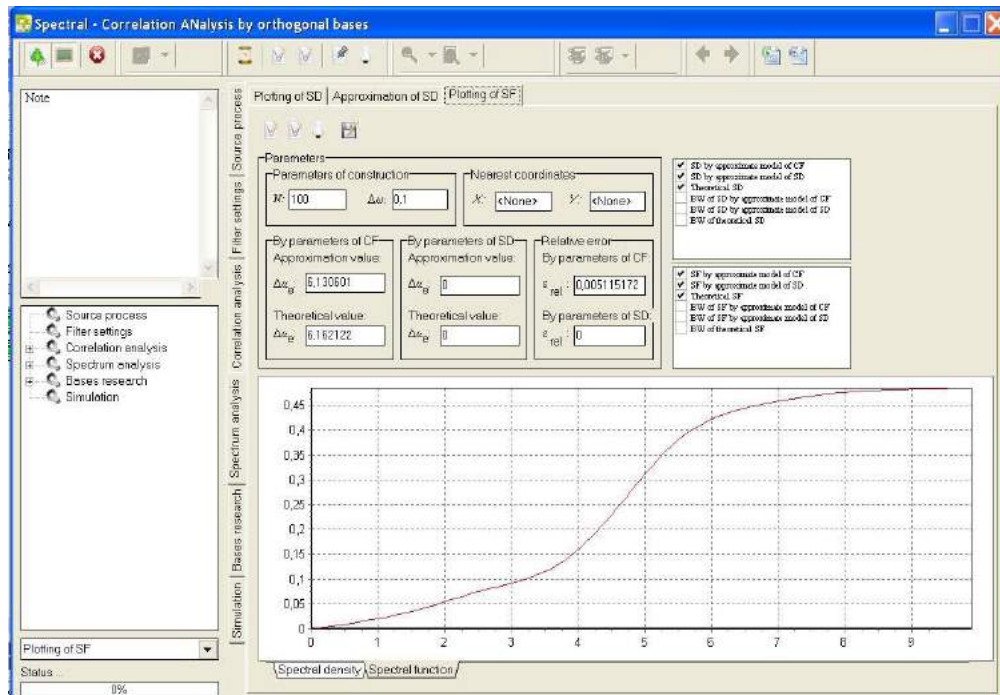 Spectral - Correlation ANalysis by orthogonal bases
Note
Source process
Filter settings
Correlation analysis
Spectrum analysis
Bases research
Simulation
Plotting of SF
Status ...
0%
Source process
Filter settings
Correlation analysis
Spectrum analysis
Bases research
Simulation
Plotting of SD
Approximation of SD
Plotting of SF
Parameters
Parameters of construction
N: 100
Δω: 0,1
Nearest coordinates
X: <None>
Y: <None>
By parameters of CF
Approximation value:
6,130601
Theoretical value:
6,162122
By parameters of SD
Approximation value:
0
Theoretical value:
0
Relative error
By parameters of CF:
ε rel : 0,005115172
By parameters of SD:
ε rel : 0
SD by approximate model of CF
SD by approximate model of SD
Theoretical SD
BW of SD by approximate model of CF
BW of SD by approximate model of SD
BW of theoretical SD
SF by approximate model of CF
SF by approximate model of SD
Theoretical SF
BW of SF by approximate model of CF
BW of SF by approximate model of SD
BW of theoretical SF
0,45
0,4
0,35
0,3
0,25
0,2
0,15
0,1
0,05
0
0 1 2 3 4 5 6 7 8 9
Spectral density
Spectral function